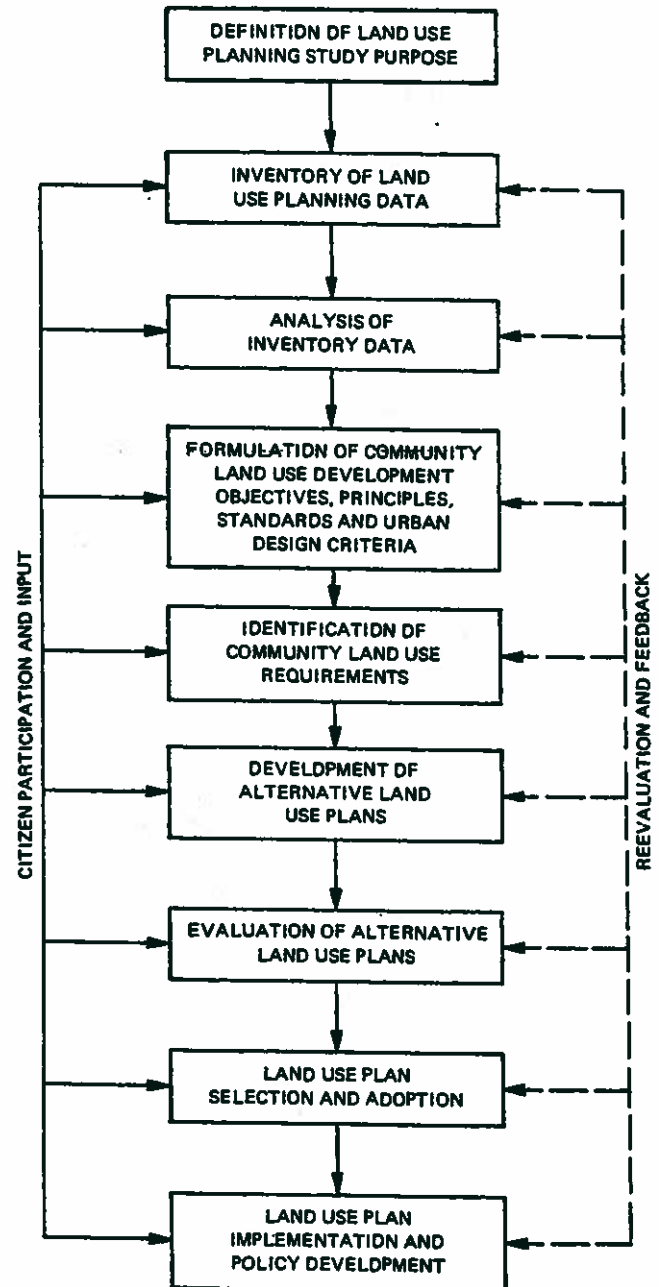 DEFINITION DF LAND USE
PLANNING STUDY PURPOSE
INVENTORY OF LAND
USE PLANNING DATA
ANALYSIS OF
INVENTORY DATA
FORMULATION OF COMMUNITY
LAND USE DEVELOPMENT
OBJECTIVES, PRINCIPLES,
STANDARDS AND URBAN
DESIGN CRITERIA
IDENTIFICATION OF
COMMUNITY LAND USE
REQUIREMENTS
DEVELDPMENT DF
ALTERNATIVE LAND
USE PLANS
EVALUATION OF ALTERNATIVE
LAND USE PLANS
LAND USE PLAN
SELECTION AND ADOPTION
LAND USE PLAN
IMPLEMENTATION AND
POLICY DEVELOPMENT
CITIZEN PARTICIPATION AND INPUT
REEVALUATION AND FEEDBACK